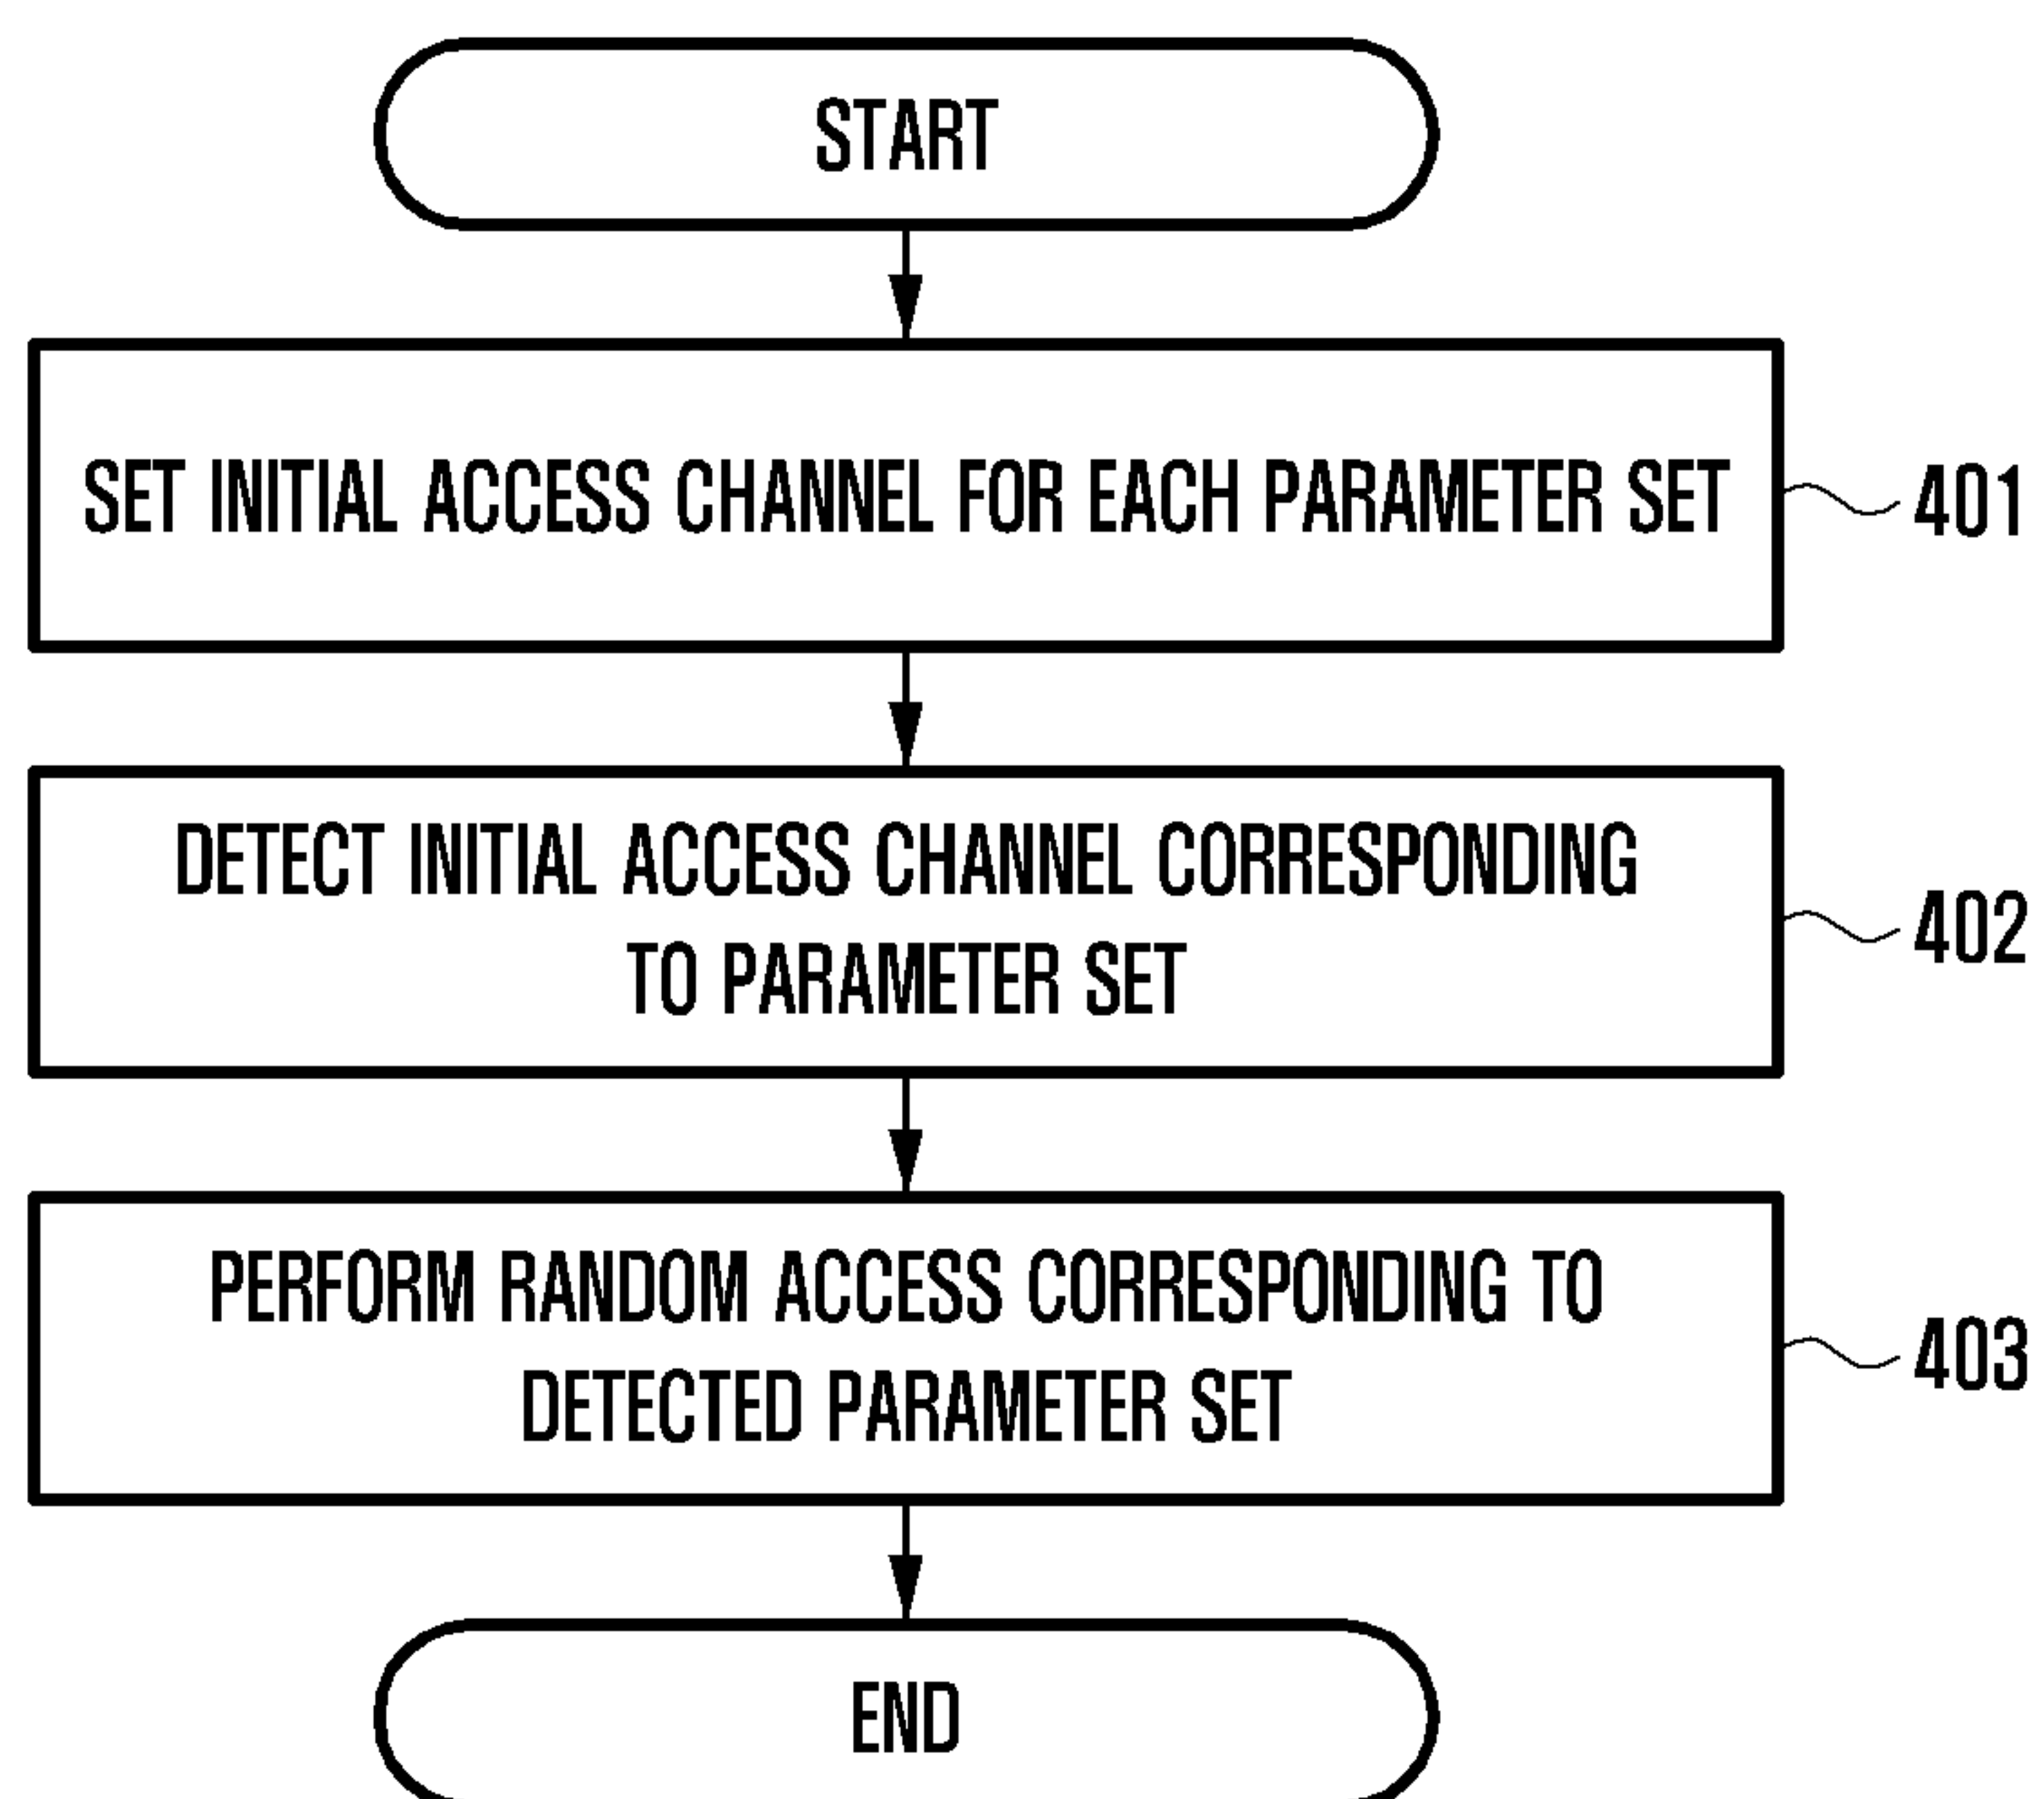 START
SET INITIAL ACCESS CHANNEL FOR EACH PARAMETER SET
401
DETECT INITIAL ACCESS CHANNEL CORRESPONDING
TO PARAMETER SET
402
PERFORM RANDOM ACCESS CORRESPONDING TO
DETECTED PARAMETER SET
403
END